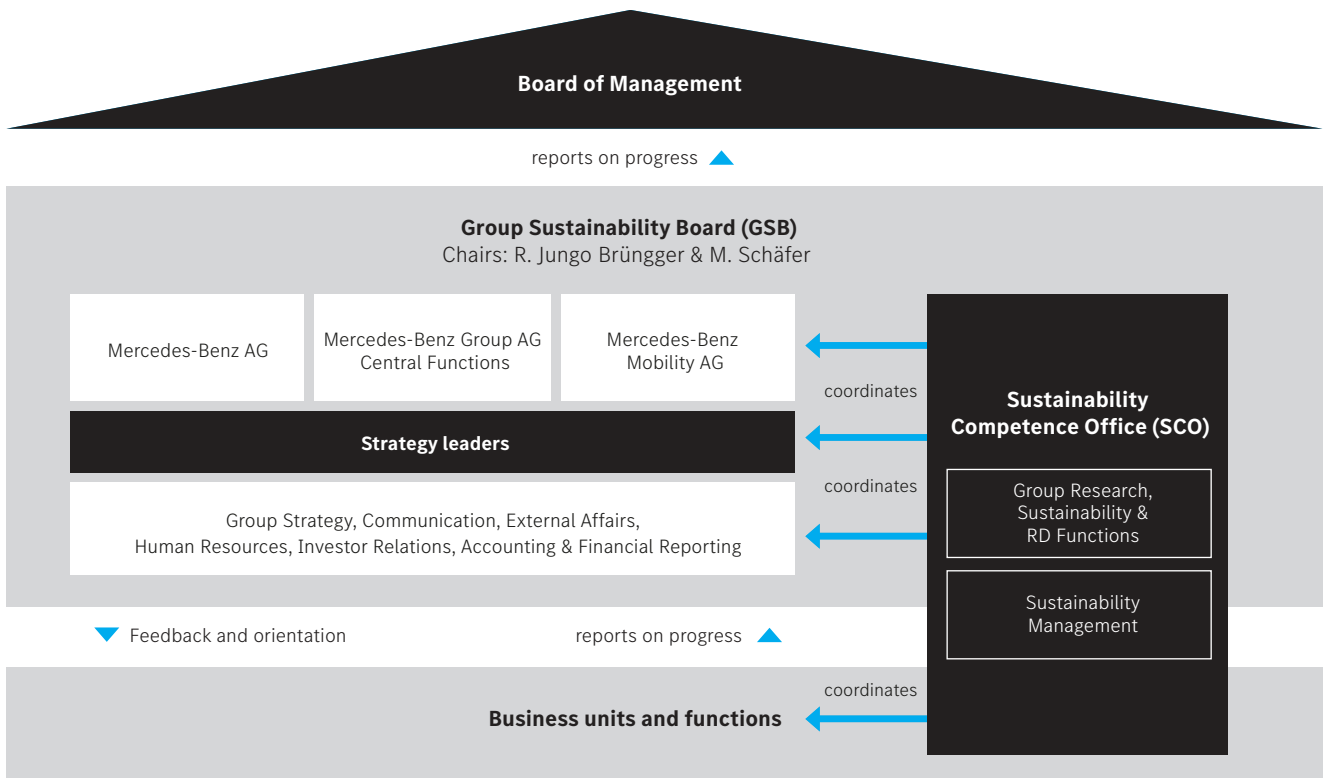 Board of Management
reports on progress
Group Sustainability Board (GSB)
Chairs: R. Jungo Brüngger & M. Schäfer
Mercedes-Benz AG
Mercedes-Benz Group AG
Central Functions
Mercedes-Benz
Mobility AG
coordinates
Strategy leaders
coordinates
Group Strategy, Communication, External Affairs,
Human Resources, Investor Relations, Accounting & Financial Reporting
Sustainability
Competence Office (SCO)
Group Research,
Sustainability &
RD Functions
Sustainability
Management
Feedback and orientation
reports on progress
coordinates
Business units and functions